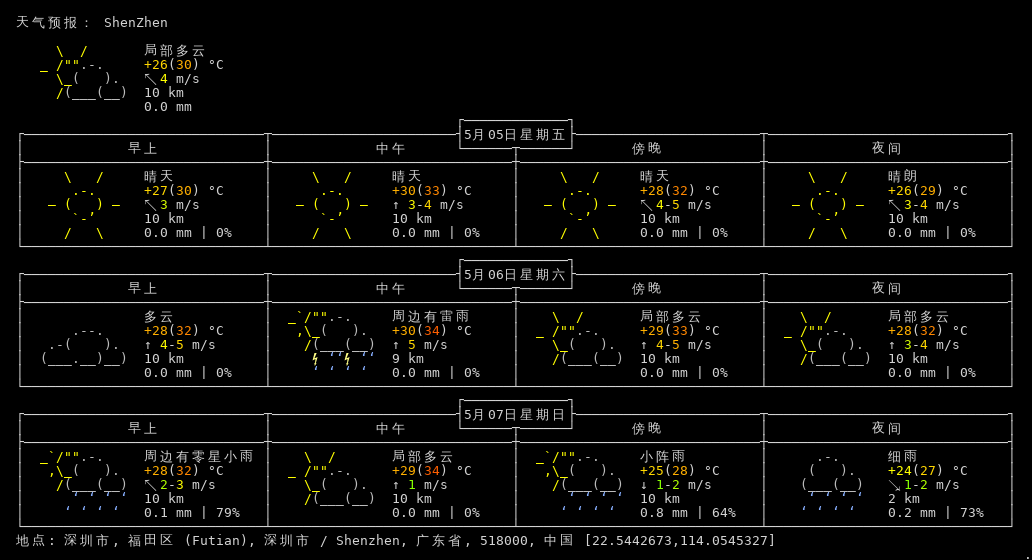 天气预报： ShenZhen
局部多云
+26(30) °C
↖ 4 m/s
10 km
0.0 mm
5月05日星期五
早上 中午 傍晚 夜间
晴天 晴天 晴天 晴朗
+27(30) °C +30(33) °C +28(32) °C +26(29) °C
↖ 3 m/s ↑ 3-4 m/s ↖ 4-5 m/s ↖ 3-4 m/s
10 km 10 km 10 km 10 km
0.0 mm | 0% 0.0 mm | 0% 0.0 mm | 0% 0.0 mm | 0%
5月06日星期六
早上 中午 傍晚 夜间
多云 周边有雷雨 局部多云 局部多云
+28(32) °C +30(34) °C +29(33) °C +28(32) °C
↑ 4-5 m/s ↑ 5 m/s ↑ 4-5 m/s ↑ 3-4 m/s
10 km 9 km 10 km 10 km
0.0 mm | 0% 0.0 mm | 0% 0.0 mm | 0% 0.0 mm | 0%
5月07日星期日
早上 中午 傍晚 夜间
周边有零星小雨 局部多云 小阵雨 细雨
+28(32) °C +29(34) °C +25(28) °C +24(27) °C
↖ 2-3 m/s ↑ 1 m/s ↓ 1-2 m/s ↘ 1-2 m/s
10 km 10 km 10 km 2 km
0.1 mm | 79% 0.0 mm | 0% 0.8 mm | 64% 0.2 mm | 73%
地点: 深圳市, 福田区 (Futian), 深圳市 / Shenzhen, 广东省, 518000, 中国 [22.5442673,114.0545327]